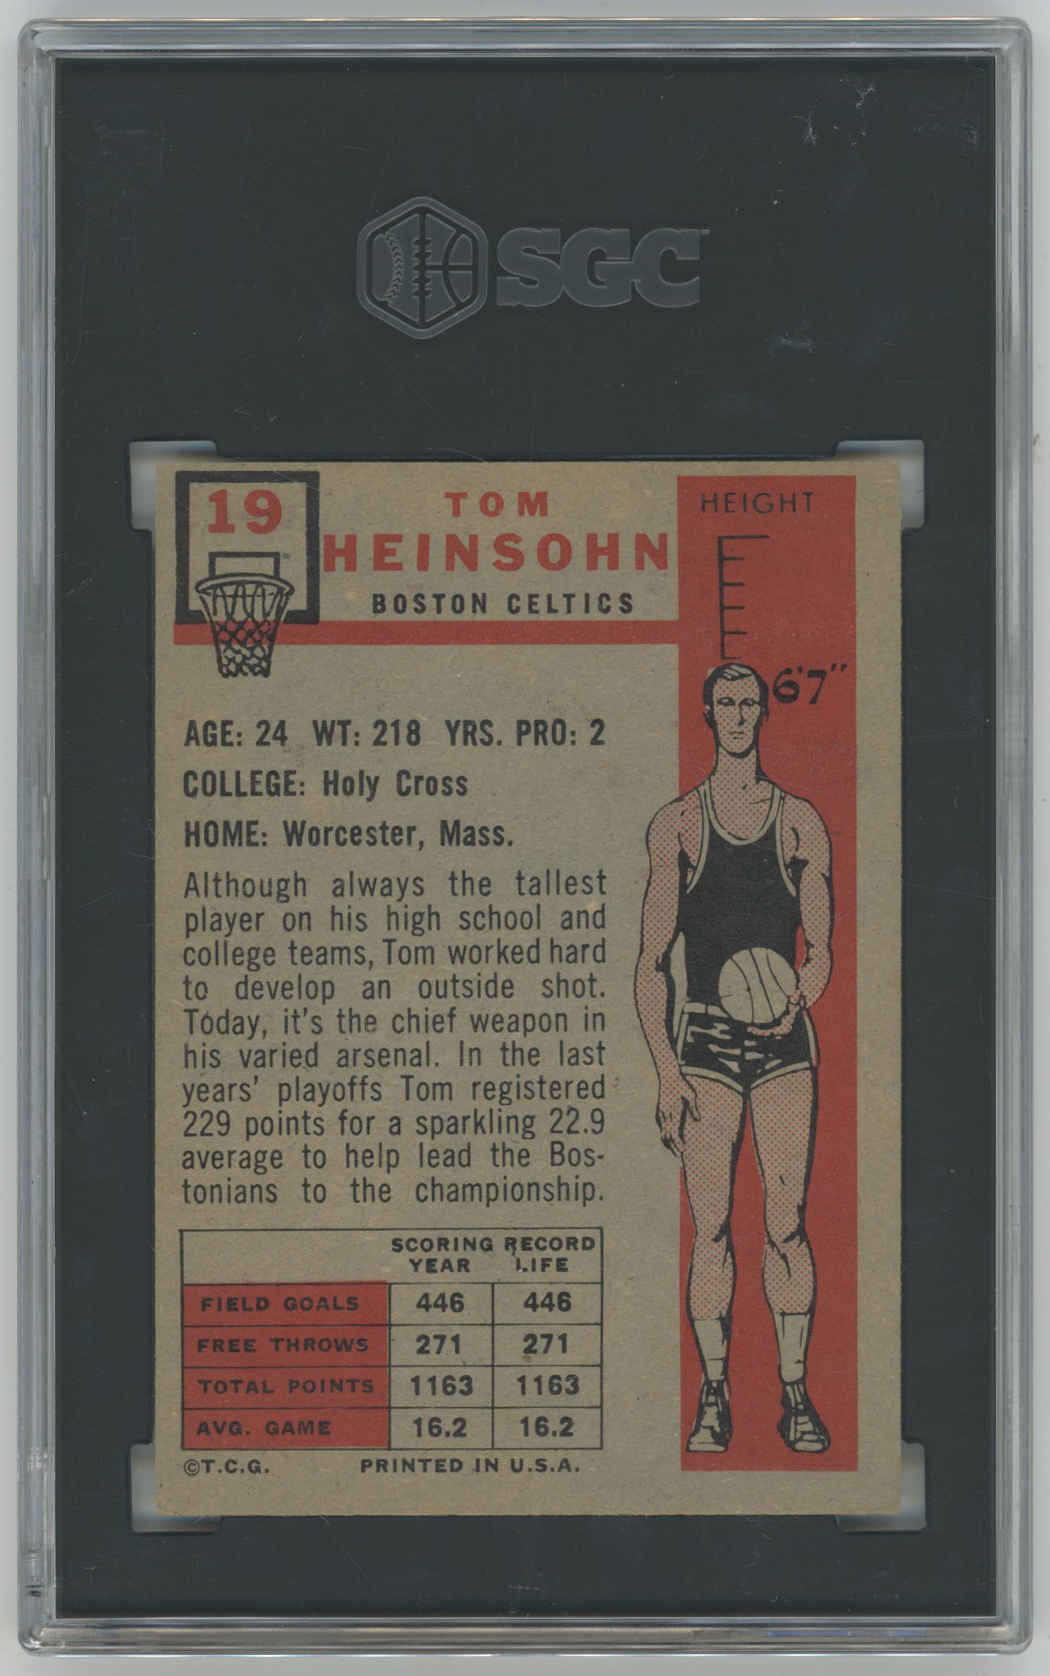 SGC
19
TOM
HEINSOHN
BOSTON CELTICS
HEIGHT
6'7"
AGE: 24 WT: 218 YRS. PRO: 2
COLLEGE: Holy Cross
HOME: Worcester, Mass.
Although always the tallest
player on his high school and
college teams, Tom worked hard
to develop an outside shot.
Today, it's the chief weapon in
his varied arsenal. In the last
years' playoffs Tom registered
229 points for a sparkling 22.9
average to help lead the Bos-
tonians to the championship.
SCORING RECORD
YEAR LIFE
FIELD GOALS 446 446
FREE THROWS 271 271
TOTAL POINTS 1163 1163
AVG. GAME 16.2 16.2
©T.C.G. PRINTED IN U.S.A.